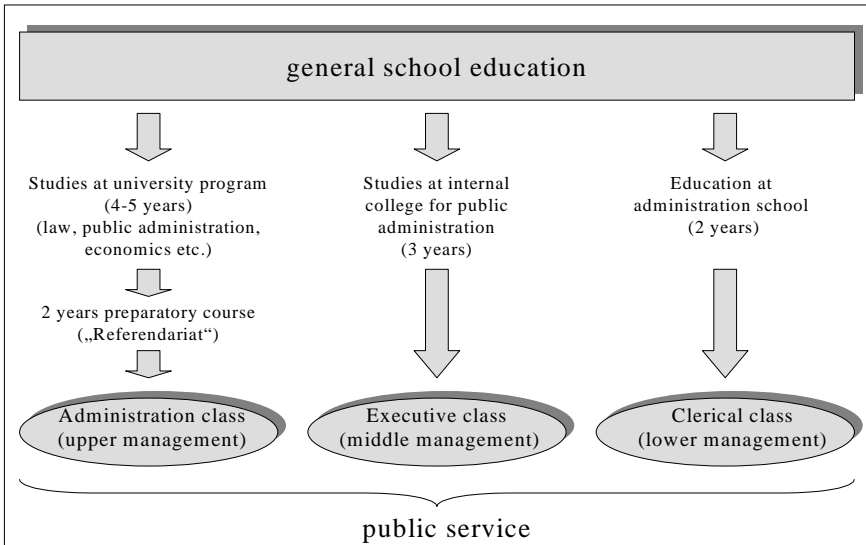 general school education
Studies at university program
(4-5 years)
(law, public administration,
economics etc.)
2 years preparatory course
(„Referendariat“)
Administration class
(upper management)
Studies at internal
college for public
administration
(3 years)
Executive class
(middle management)
Education at
administration school
(2 years)
Clerical class
(lower management)
public service